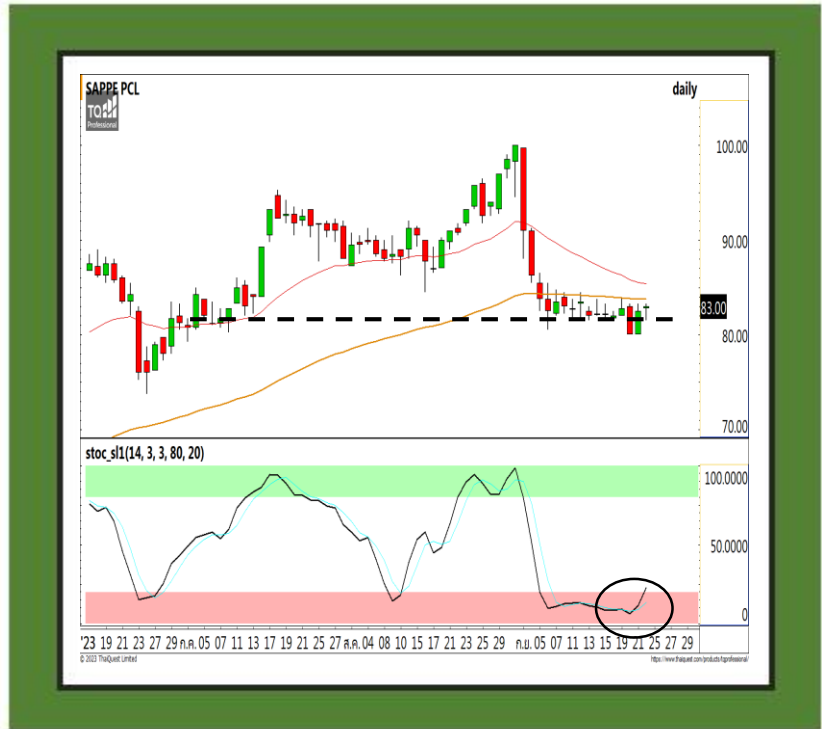 SAPPE PCL daily
TQ
Professional
100.00
90.00
83.00
80.00
70.00
stoc_sl1(14, 3, 3, 80, 20)
100.0000
50.0000
0
'23 19 21 23 27 29 ก.ค. 05 07 11 13 17 19 21 25 27 31 ส.ค. 04 08 10 15 17 21 23 25 29 ก.ย. 05 07 11 13 15 19 21 25 27 29
© 2023 ThaiQuest Limited https://www.thaiquest.com/products/tqprofessional/